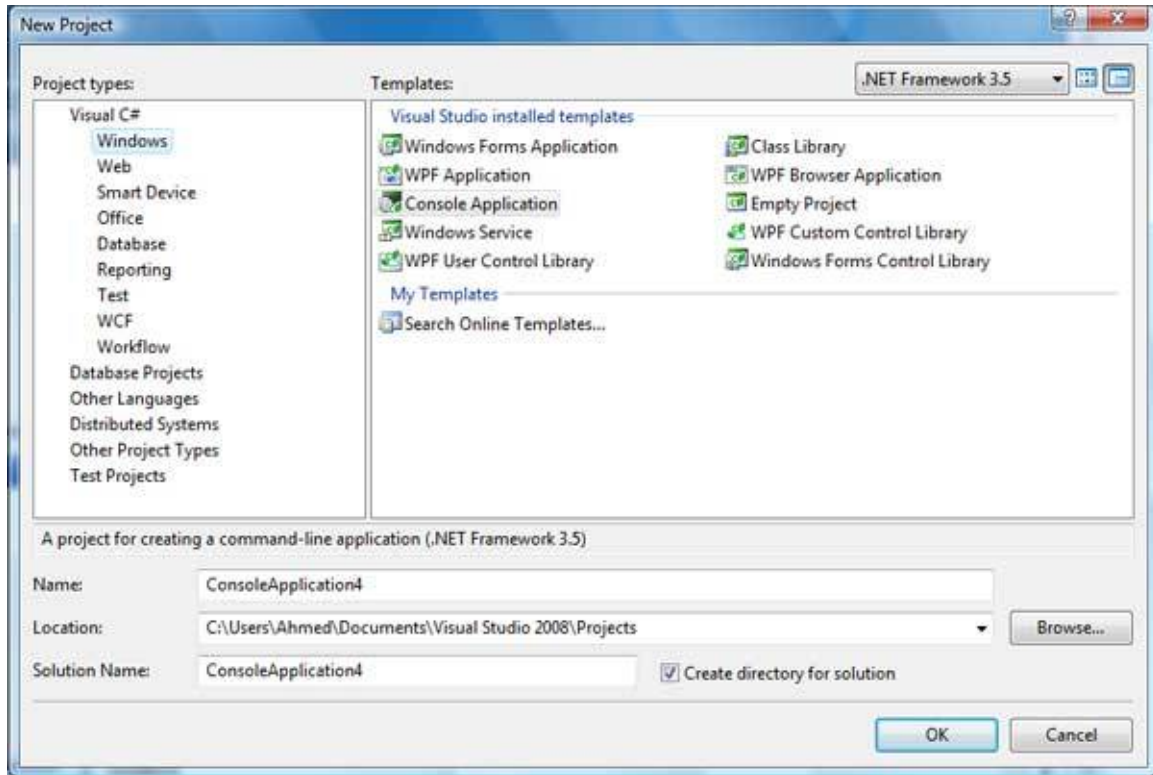 New Project
Project types:
Templates:
.NET Framework 3.5
Visual C#
Windows
Web
Smart Device
Office
Database
Reporting
Test
WCF
Workflow
Database Projects
Other Languages
Distributed Systems
Other Project Types
Test Projects
Visual Studio installed templates
Windows Forms Application
WPF Application
Console Application
Windows Service
WPF User Control Library
Class Library
WPF Browser Application
Empty Project
WPF Custom Control Library
Windows Forms Control Library
My Templates
Search Online Templates...
A project for creating a command-line application (.NET Framework 3.5)
Name:
ConsoleApplication4
Location:
C:\Users\Ahmed\Documents\Visual Studio 2008\Projects
Browse...
Solution Name:
ConsoleApplication4
Create directory for solution
OK
Cancel